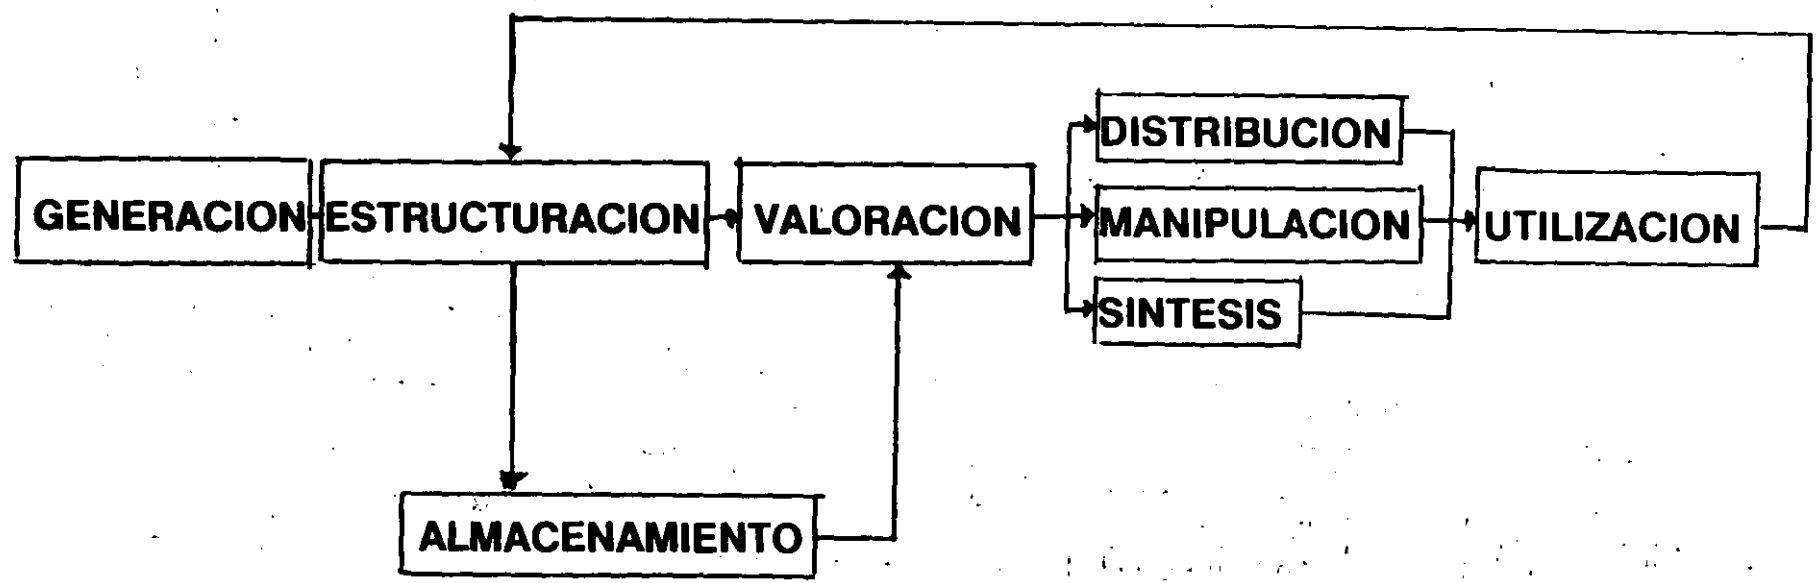 GENERACION
ESTRUCTURACION
VALORACION
DISTRIBUCION
MANIPULACION
SINTESIS
UTILIZACION
ALMACENAMIENTO